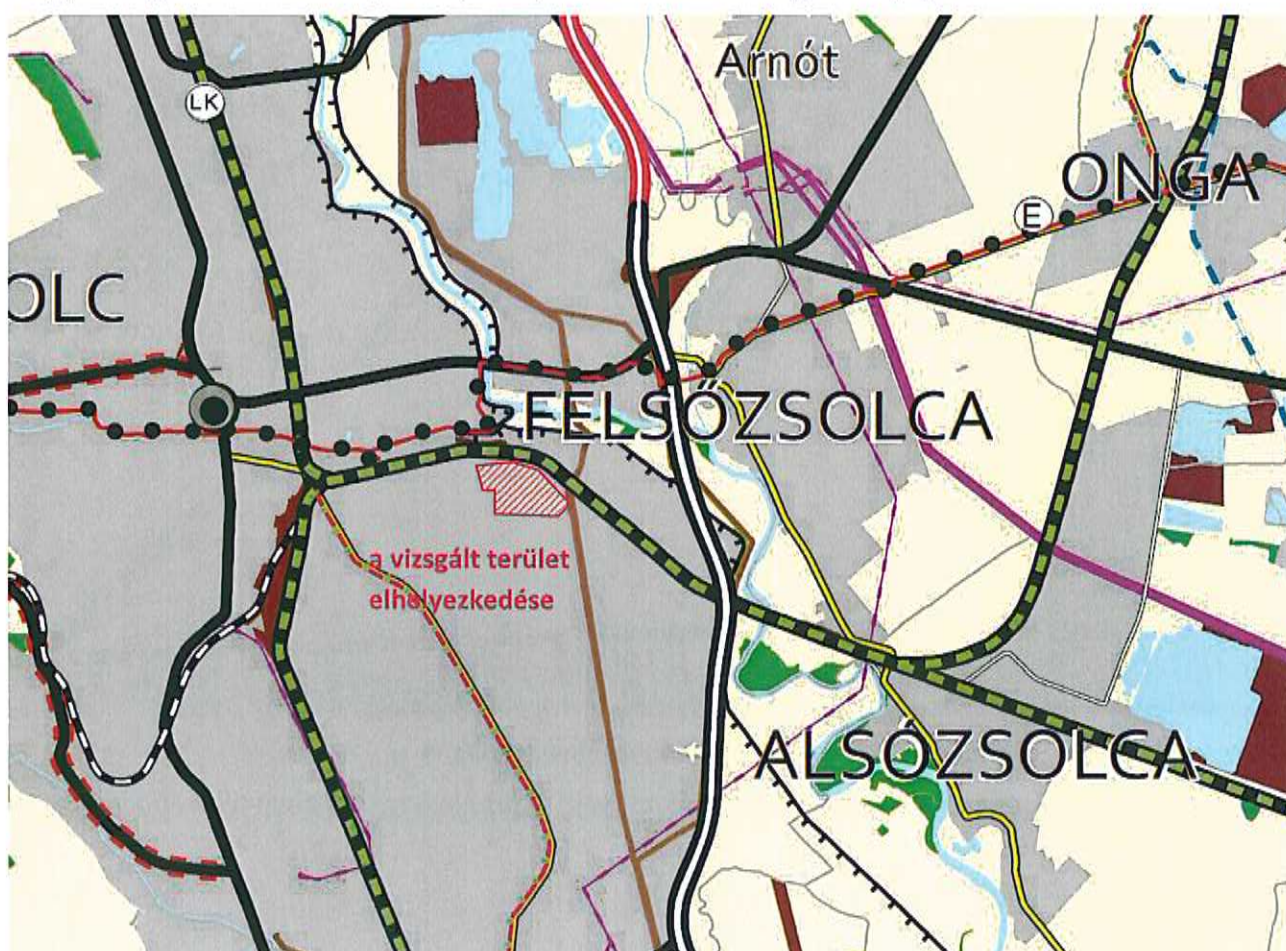 Arnót
LK
ONGA
E
OLC
FELSŐZSOLCA
a vizsgált terület
elhelyezkedése
ALSÓZSOLCA